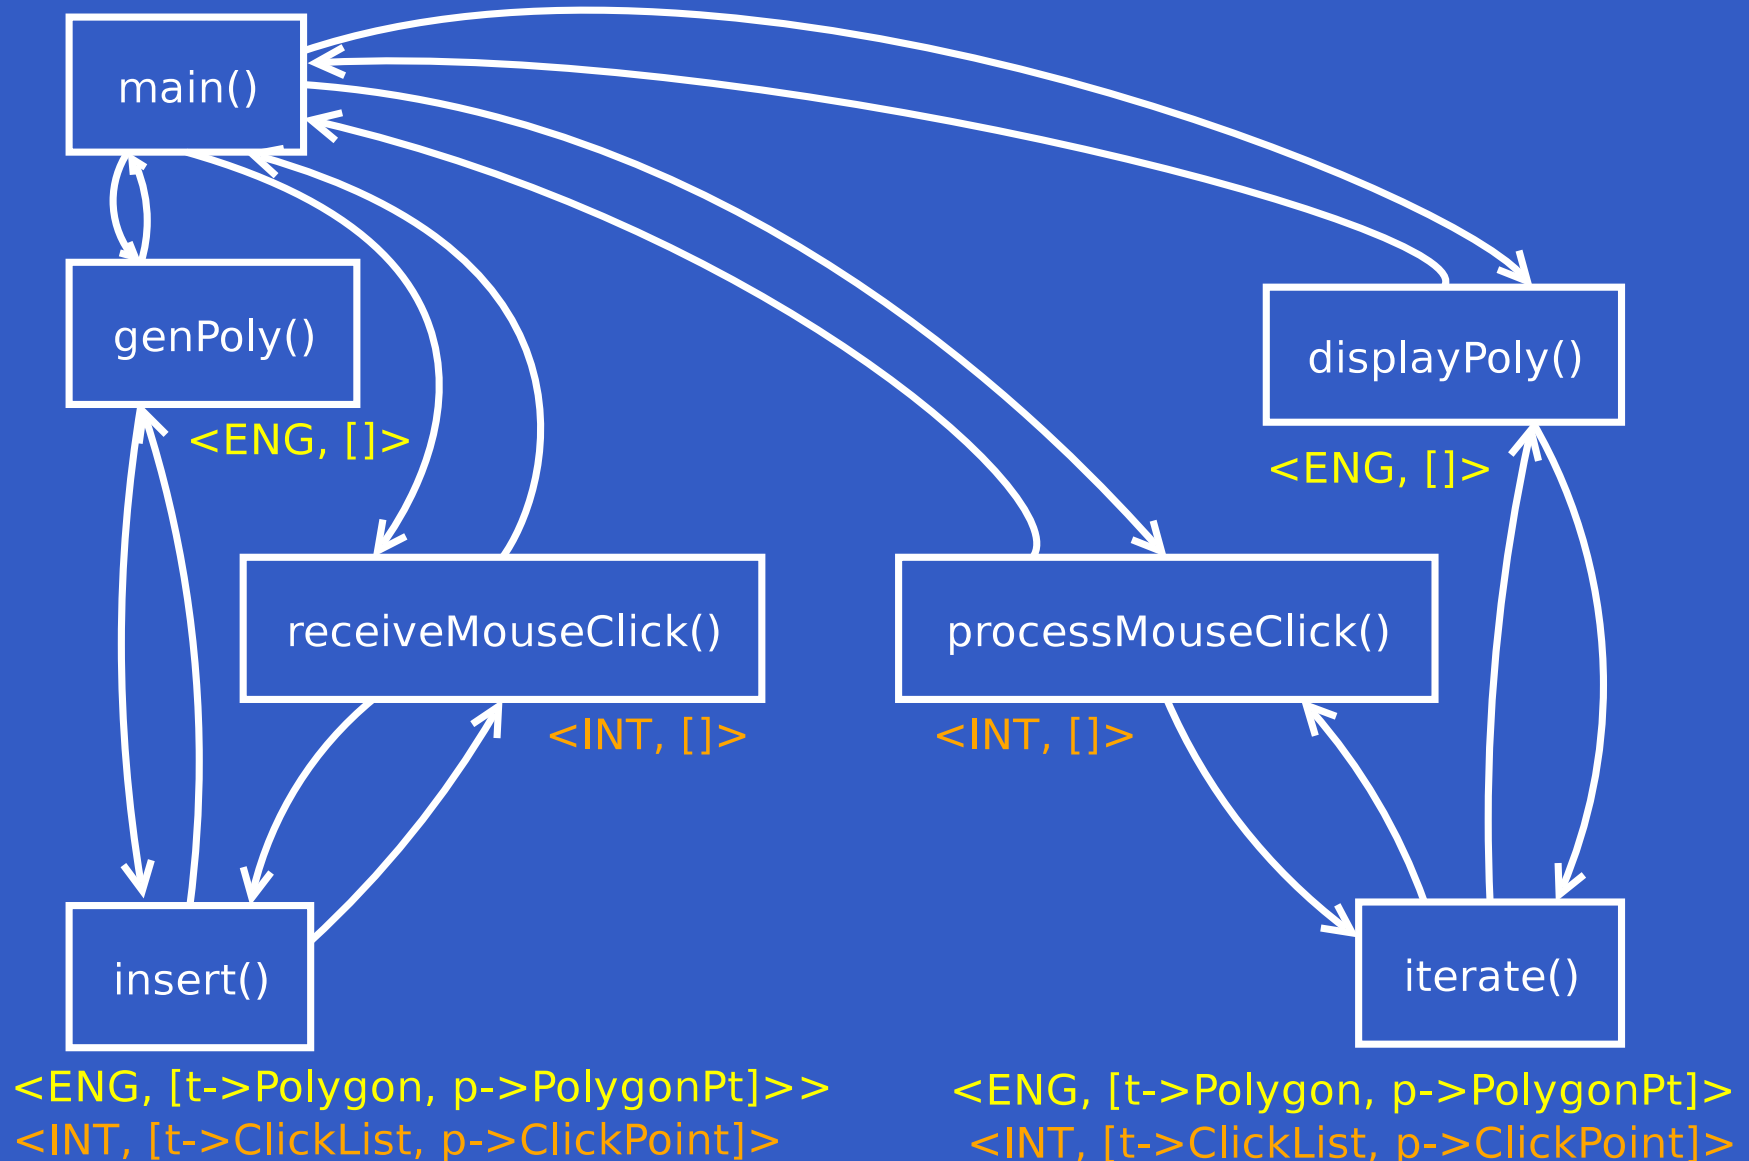 main()
genPoly()
displayPoly()
<ENG, []>
<ENG, []>
receiveMouseClick()
processMouseClick()
<INT, []>
<INT, []>
insert()
iterate()
<ENG, [t->Polygon, p->PolygonPt]>>
<INT, [t->ClickList, p->ClickPoint]>
<ENG, [t->Polygon, p->PolygonPt]>
<INT, [t->ClickList, p->ClickPoint]>